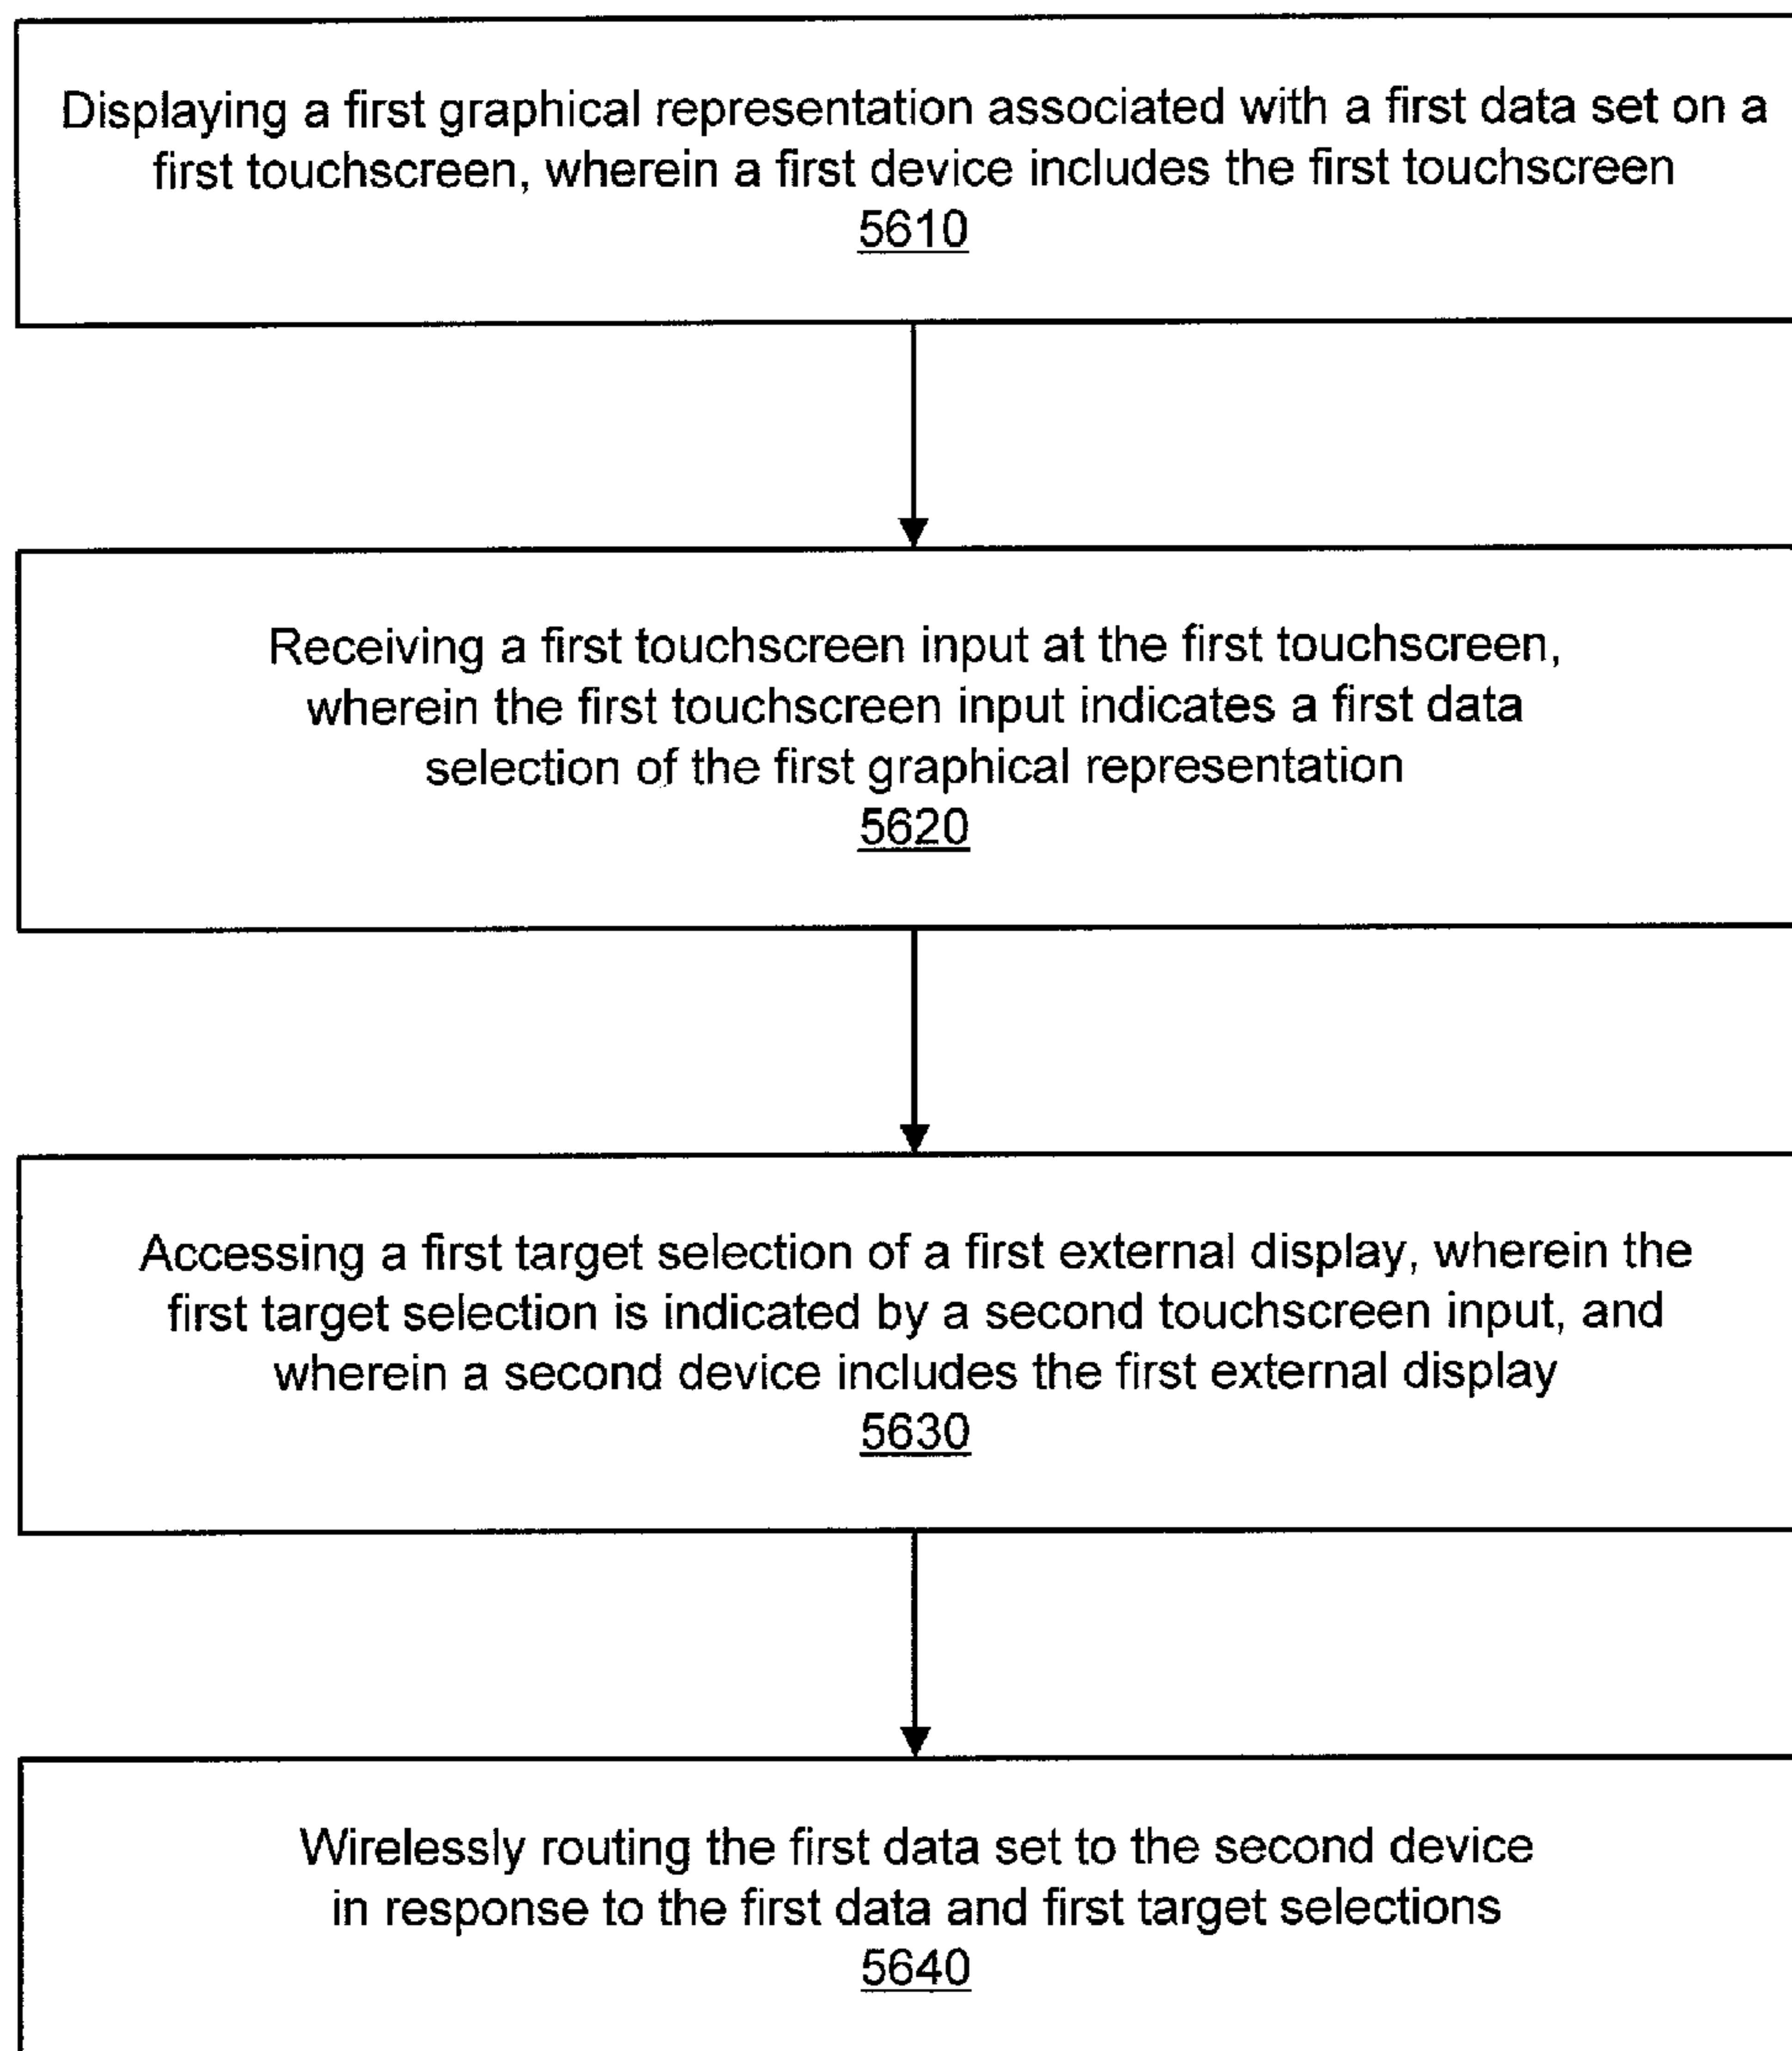 Displaying a first graphical representation associated with a first data set on a
first touchscreen, wherein a first device includes the first touchscreen
5610
Receiving a first touchscreen input at the first touchscreen,
wherein the first touchscreen input indicates a first data
selection of the first graphical representation
5620
Accessing a first target selection of a first external display, wherein the
first target selection is indicated by a second touchscreen input, and
wherein a second device includes the first external display
5630
Wirelessly routing the first data set to the second device
in response to the first data and first target selections
5640